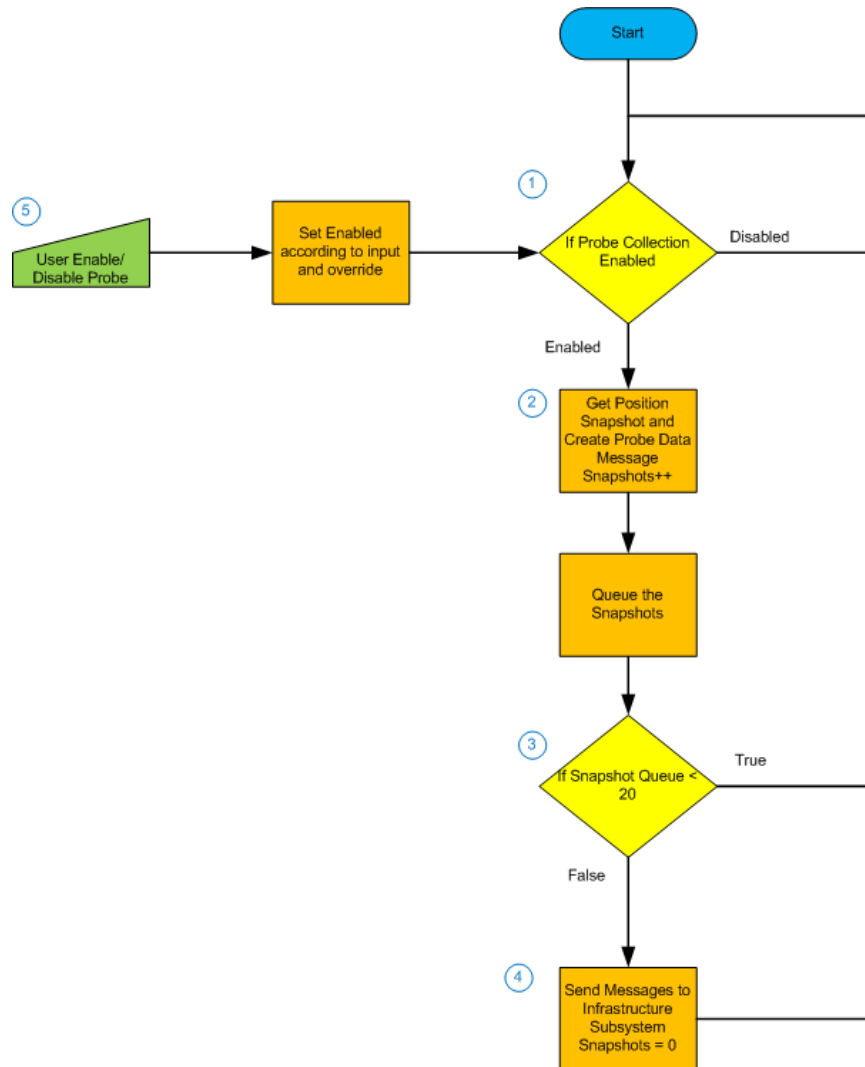 Start
1
5
User Enable/
Disable Probe
Set Enabled
according to input
and override
If Probe Collection
Enabled
Disabled
Enabled
2
Get Position
Snapshot and
Create Probe Data
Message
Snapshots++
Queue the
Snapshots
3
If Snapshot Queue <
20
True
False
4
Send Messages to
Infrastructure
Subsystem
Snapshots = 0